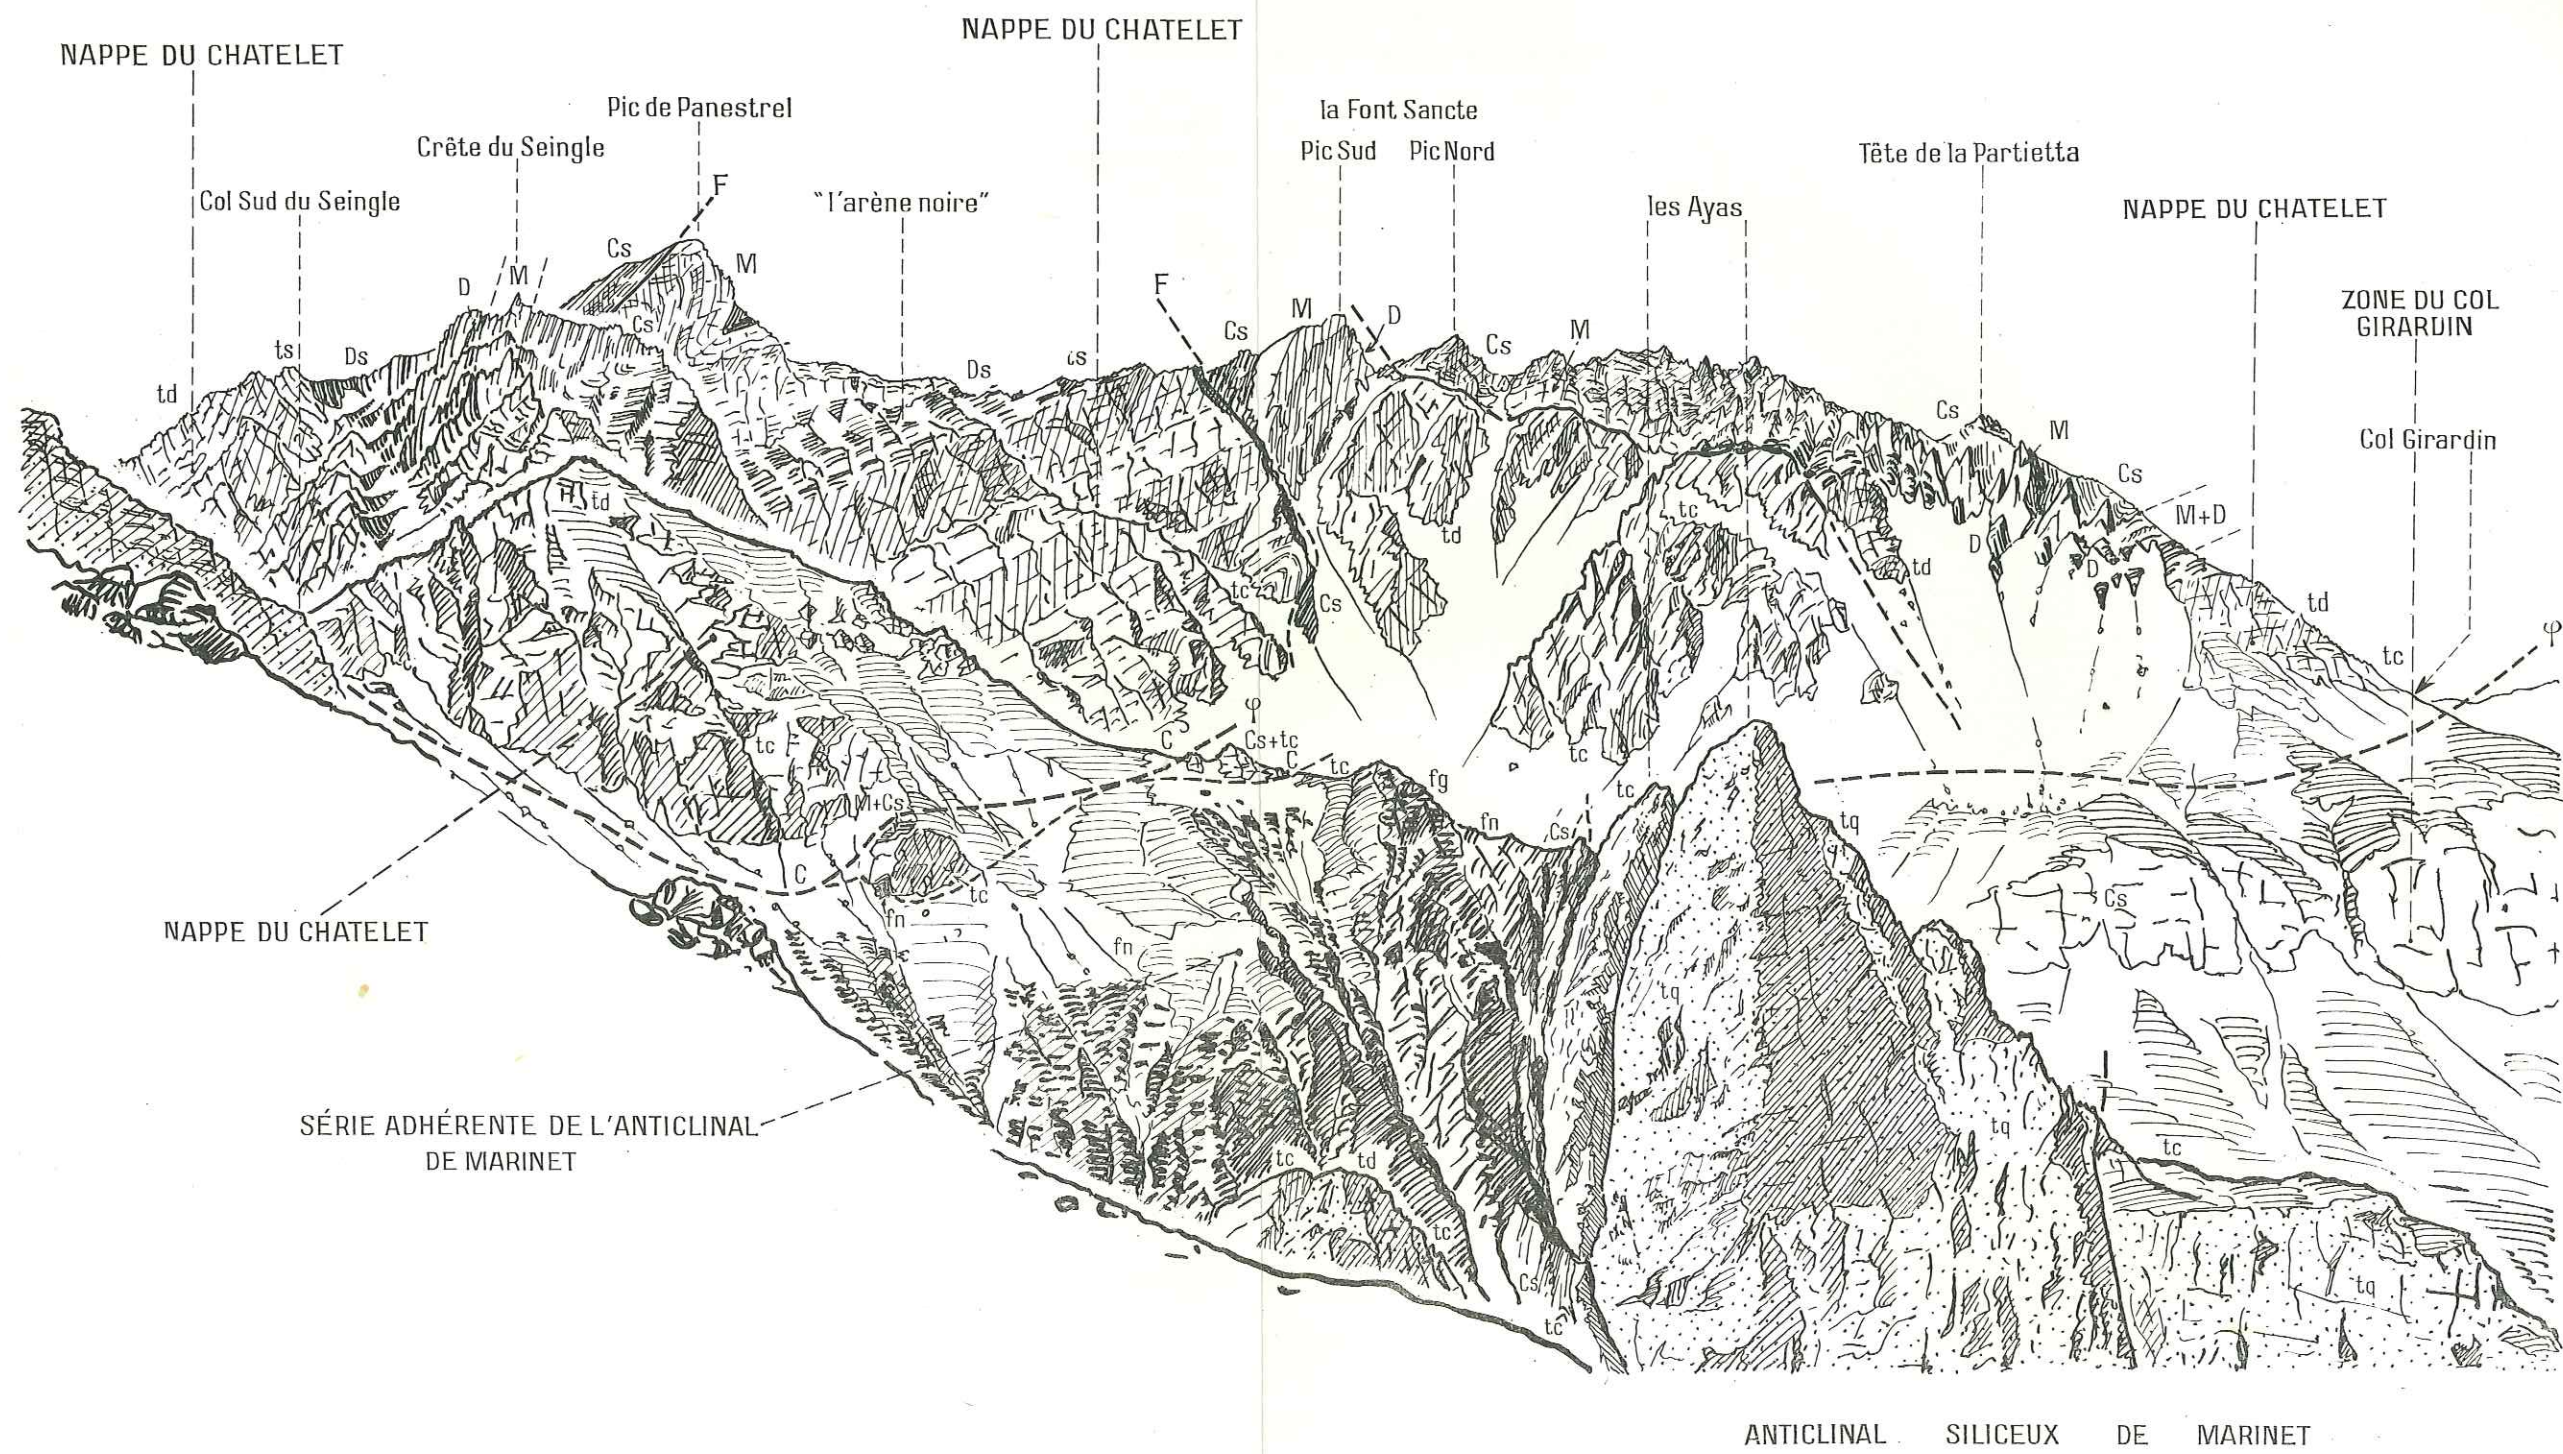 NAPPE DU CHATELET
NAPPE DU CHATELET
Pic de Panestrel
la Font Sancte
Crête du Seingle
Pic Sud
Pic Nord
Tête de la Partietta
F
Col Sud du Seingle
"l'arène noire"
les Ayas
NAPPE DU CHATELET
Cs
M
D
M
F
ZONE DU COL
GIRARDIN
M
D
Cs
Cs
Cs
M
ts
Ds
Ds
ts
td
Cs
M
Col Girardin
Cs
H
td
tc
M+D
td
D
td
D
tc
Cs
td
φ
tc
φ
tc
C
Cs+tc
C
tc
tc
fg
tc
M+Cs
fn
Cs
tq
C
tc
fn
Cs
NAPPE DU CHATELET
fn
tq
SÉRIE ADHÉRENTE DE L'ANTICLINAL
DE MARINET
tq
tc
td
tc
tc
Cs
tq
tc
ANTICLINAL SILICEUX DE MARINET